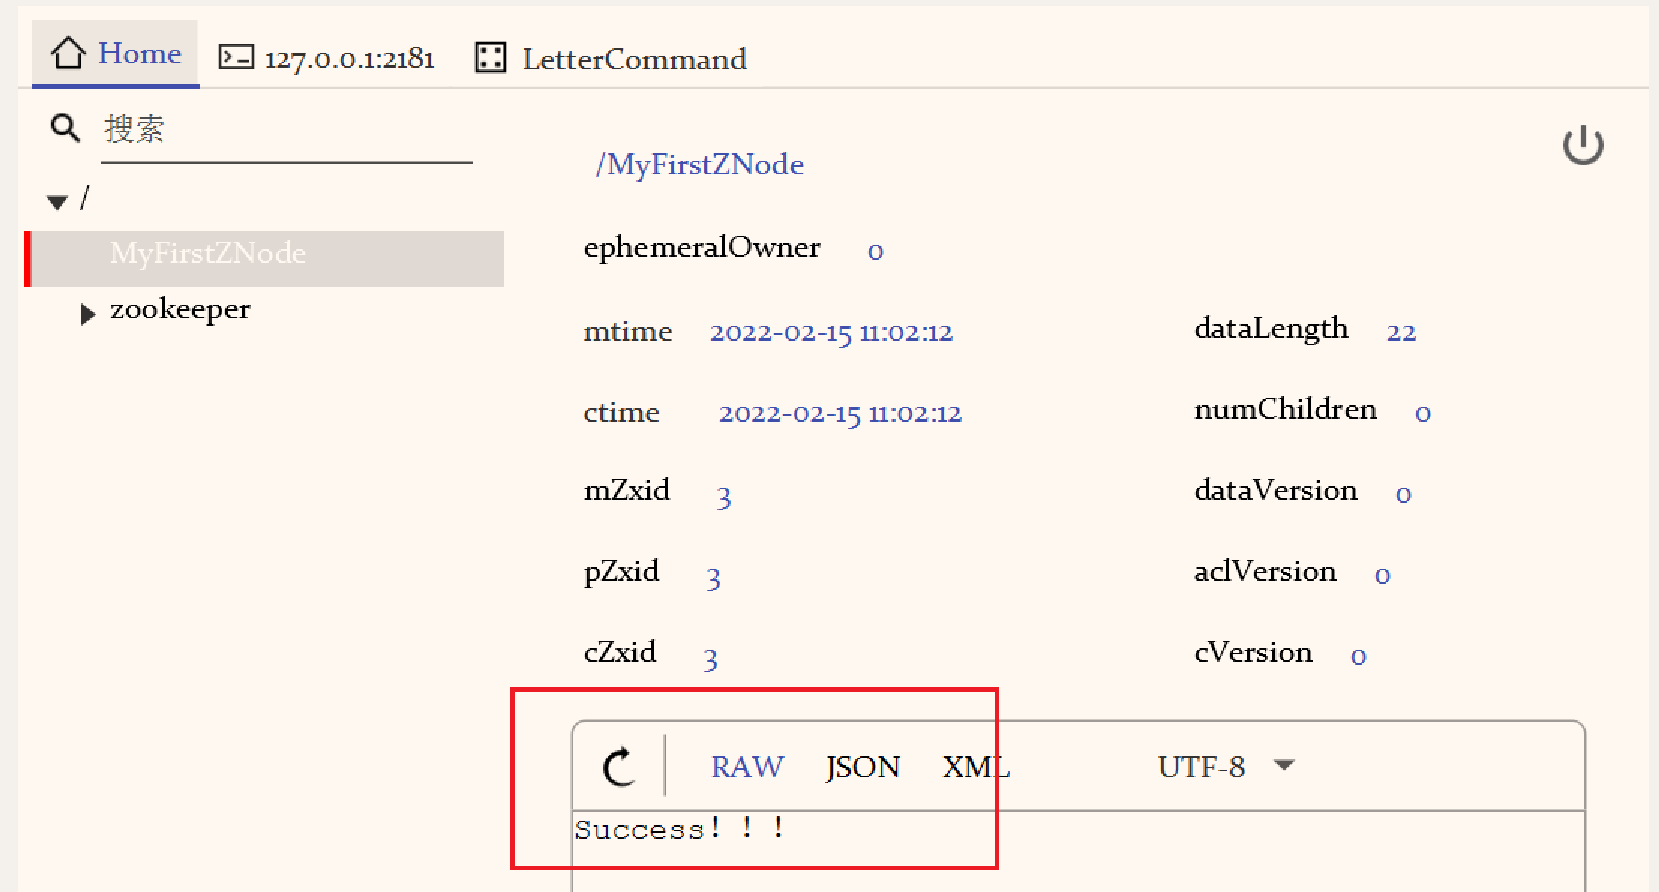 Home 127.0.0.1:2181 LetterCommand
搜索
/
MyFirstZNode
zookeeper
/MyFirstZNode
ephemeralOwner 0
mtime 2022-02-15 11:02:12 dataLength 22
ctime 2022-02-15 11:02:12 numChildren 0
mZxid 3 dataVersion 0
pZxid 3 aclVersion 0
cZxid 3 cVersion 0
RAW JSON XML UTF-8
Success！！！